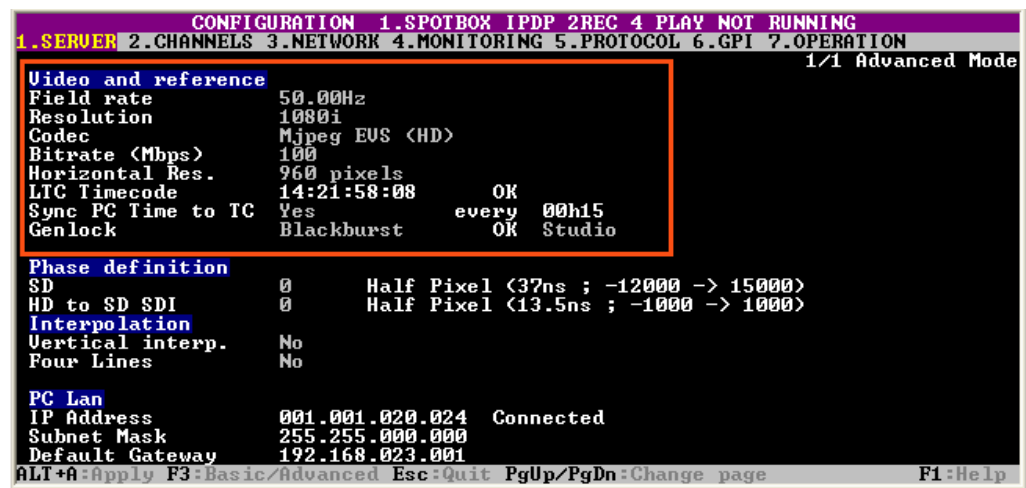 CONFIGURATION 1.SPOTBOX IPDP 2REC 4 PLAY NOT RUNNING
1.SERVER 2.CHANNELS 3.NETWORK 4.MONITORING 5.PROTOCOL 6.GPI 7.OPERATION
1/1 Advanced Mode
Video and reference
Field rate 50.00Hz
Resolution 1080i
Codec Mjpeg EVS (HD)
Bitrate (Mbps) 100
Horizontal Res. 960 pixels
LTC Timecode 14:21:58:08 OK
Sync PC Time to TC Yes every 00h15
Genlock Blackburst OK Studio
Phase definition
SD 0 Half Pixel (37ns ; -12000 -> 15000)
HD to SD SDI 0 Half Pixel (13.5ns ; -1000 -> 1000)
Interpolation
Vertical interp. No
Four Lines No
PC Lan
IP Address 001.001.020.024 Connected
Subnet Mask 255.255.000.000
Default Gateway 192.168.023.001
ALT+A:Apply F3:Basic/Advanced Esc:Quit PgUp/PgDn:Change page F1:Help